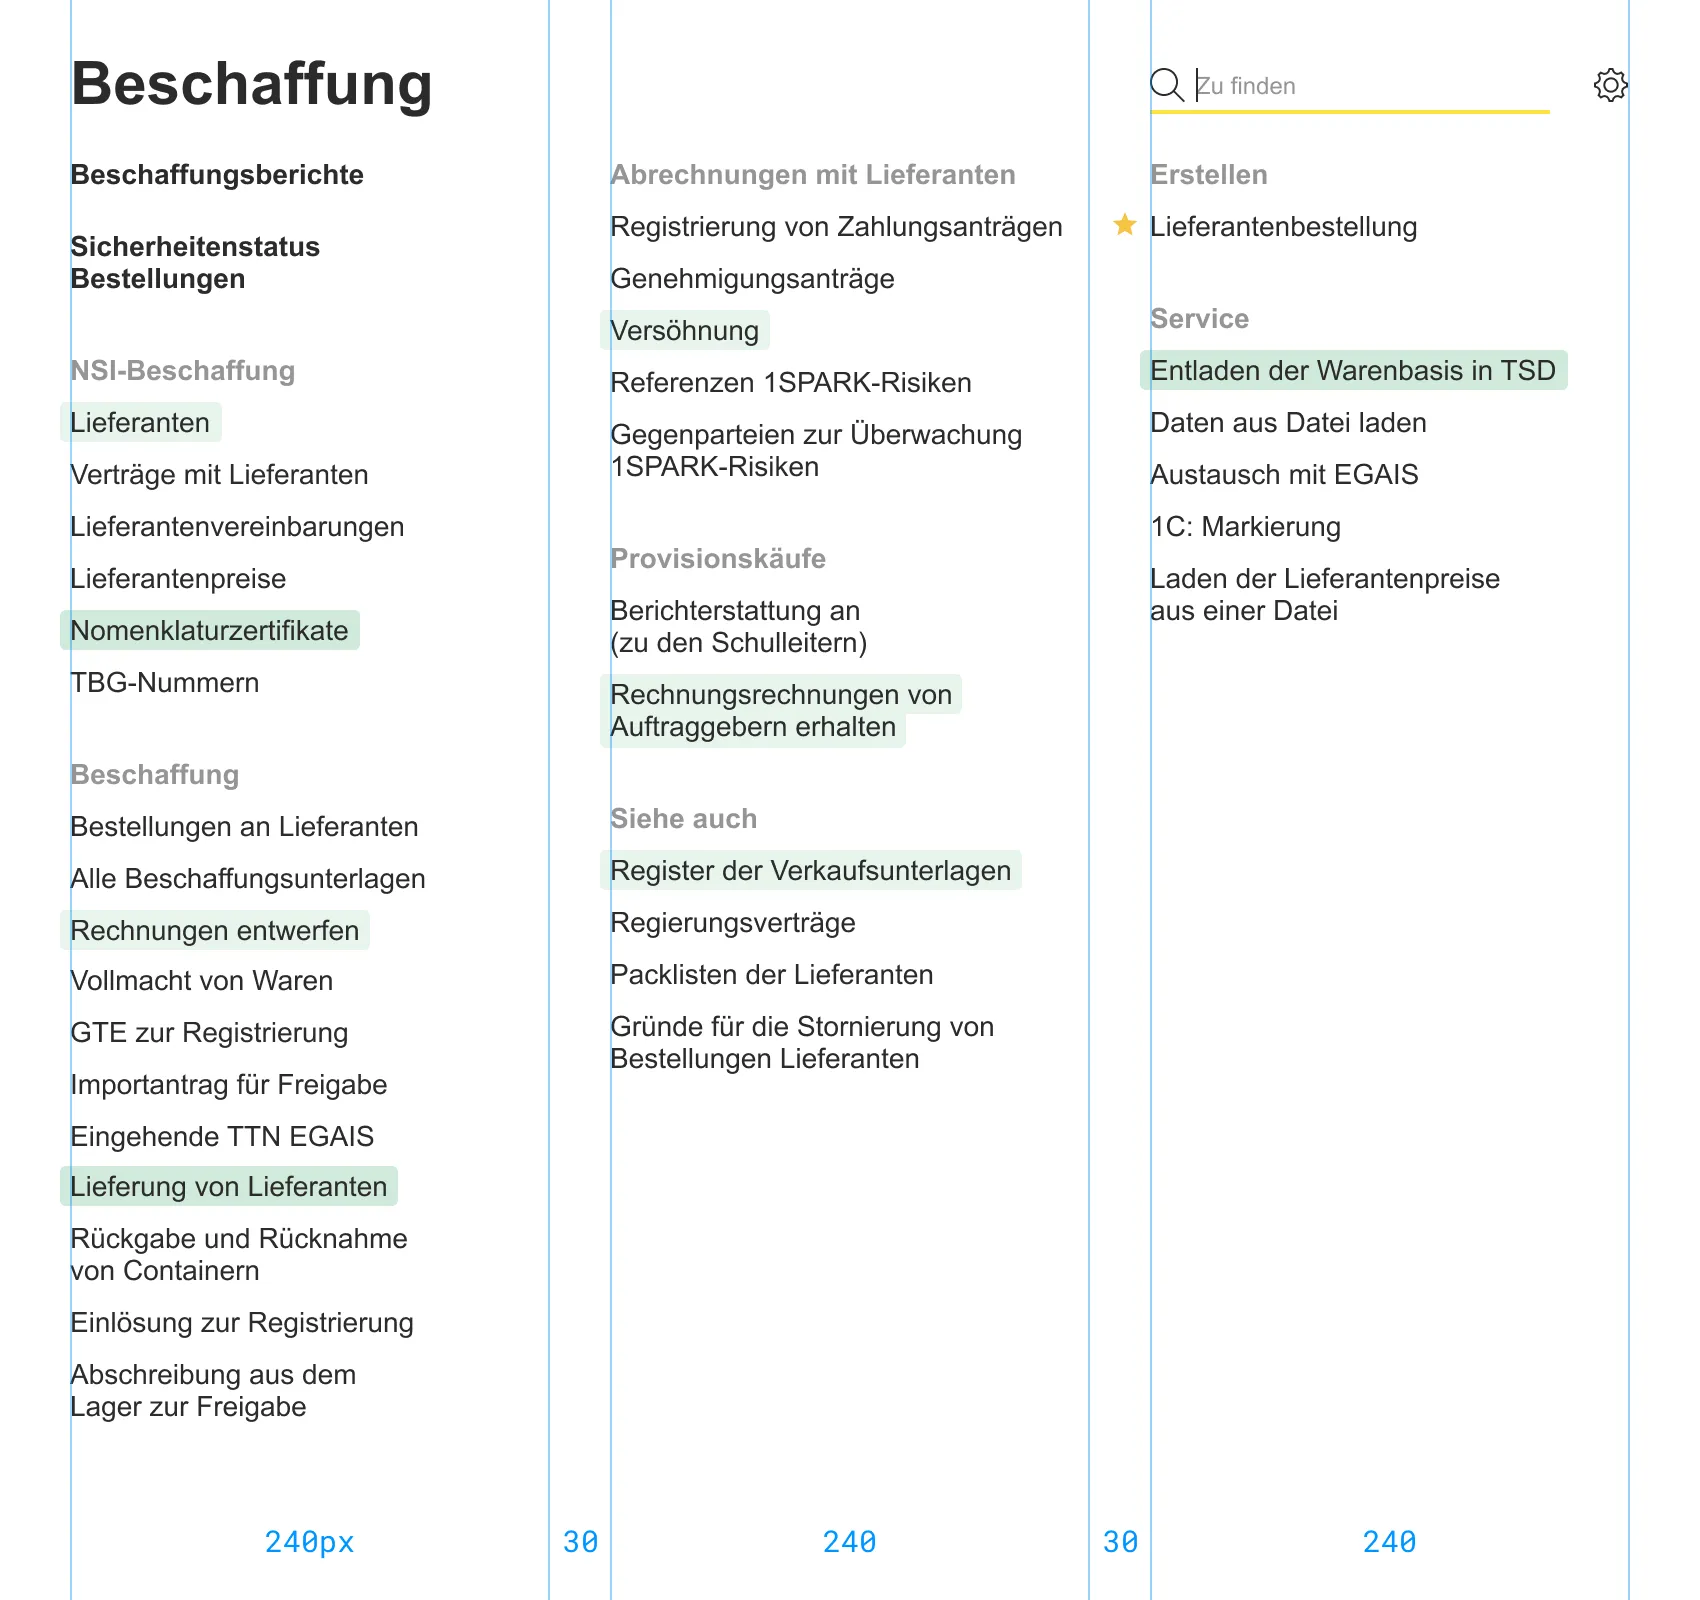 Beschaffung
Zu finden
Beschaffungsberichte
Sicherheitenstatus
Bestellungen
NSI-Beschaffung
Lieferanten
Verträge mit Lieferanten
Lieferantenvereinbarungen
Lieferantenpreise
Nomenklaturzertifikate
TBG-Nummern
Beschaffung
Bestellungen an Lieferanten
Alle Beschaffungsunterlagen
Rechnungen entwerfen
Vollmacht von Waren
GTE zur Registrierung
Importantrag für Freigabe
Eingehende TTN EGAIS
Lieferung von Lieferanten
Rückgabe und Rücknahme
von Containern
Einlösung zur Registrierung
Abschreibung aus dem
Lager zur Freigabe
Abrechnungen mit Lieferanten
Registrierung von Zahlungsanträgen
Genehmigungsanträge
Versöhnung
Referenzen 1SPARK-Risiken
Gegenparteien zur Überwachung
1SPARK-Risiken
Provisionskäufe
Berichterstattung an
(zu den Schulleitern)
Rechnungsrechnungen von
Auftraggebern erhalten
Siehe auch
Register der Verkaufsunterlagen
Regierungsverträge
Packlisten der Lieferanten
Gründe für die Stornierung von
Bestellungen Lieferanten
Erstellen
Lieferantenbestellung
Service
Entladen der Warenbasis in TSD
Daten aus Datei laden
Austausch mit EGAIS
1C: Markierung
Laden der Lieferantenpreise
aus einer Datei
240px
30
240
30
240